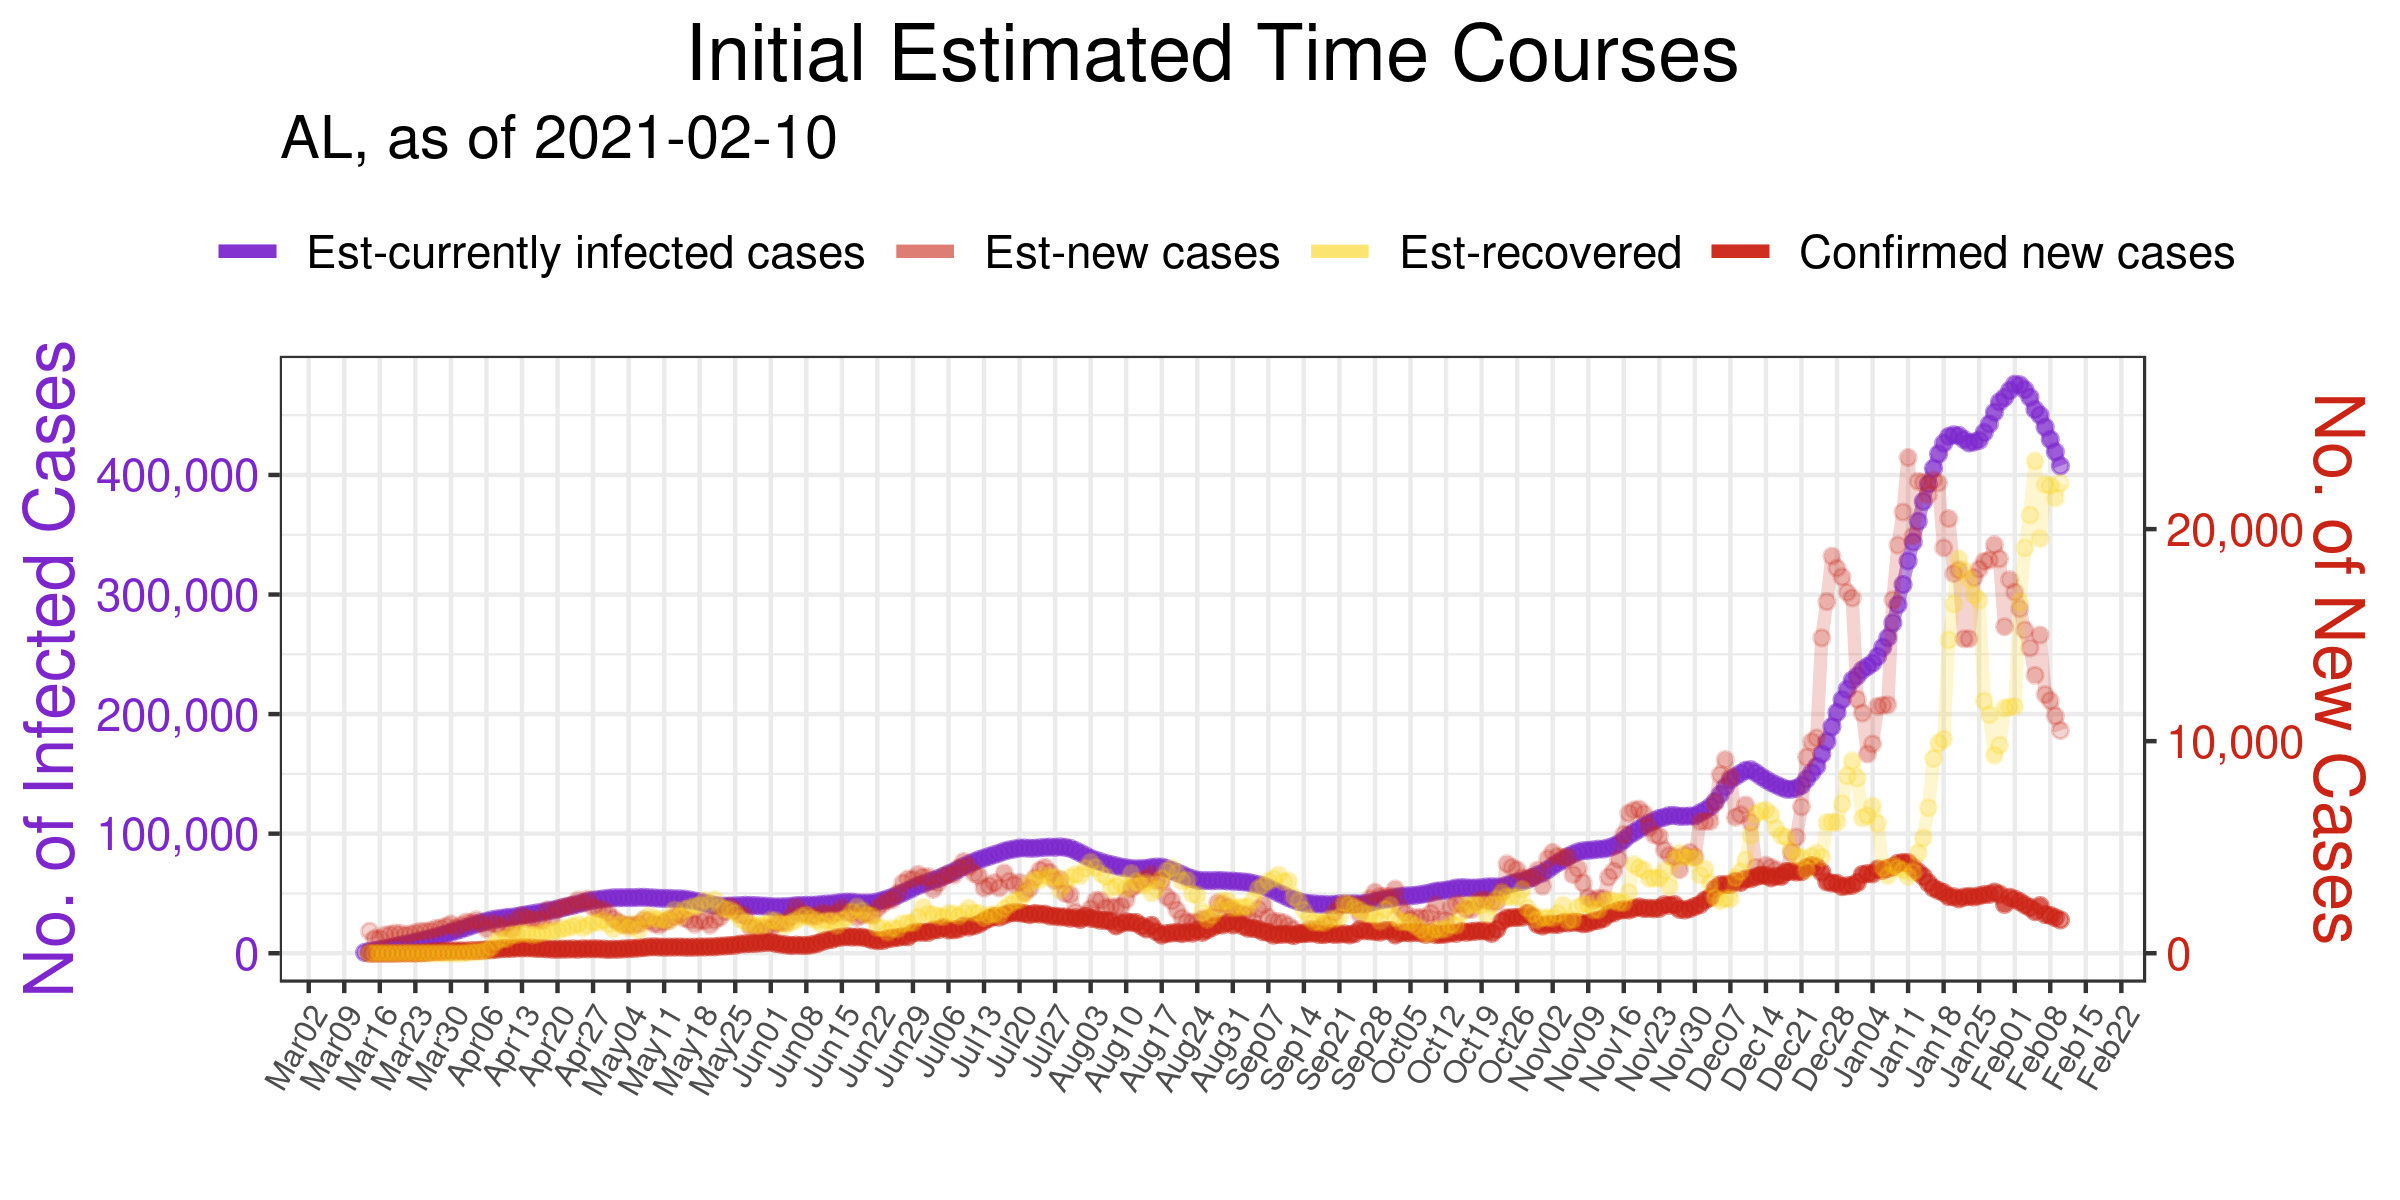 Initial Estimated Time Courses
AL, as of 2021-02-10
Est-currently infected cases Est-new cases Est-recovered Confirmed new cases
No. of Infected Cases
400,000
300,000
200,000
100,000
0
20,000
10,000
0
No. of New Cases
Mar02 Mar09 Mar16 Mar23 Mar30 Apr06 Apr13 Apr20 Apr27 May04 May11 May18 May25 Jun01 Jun08 Jun15 Jun22 Jun29 Jul06 Jul13 Jul20 Jul27 Aug03 Aug10 Aug17 Aug24 Aug31 Sep07 Sep14 Sep21 Sep28 Oct05 Oct12 Oct19 Oct26 Nov02 Nov09 Nov16 Nov23 Nov30 Dec07 Dec14 Dec21 Dec28 Jan04 Jan11 Jan18 Jan25 Feb01 Feb08 Feb15 Feb22